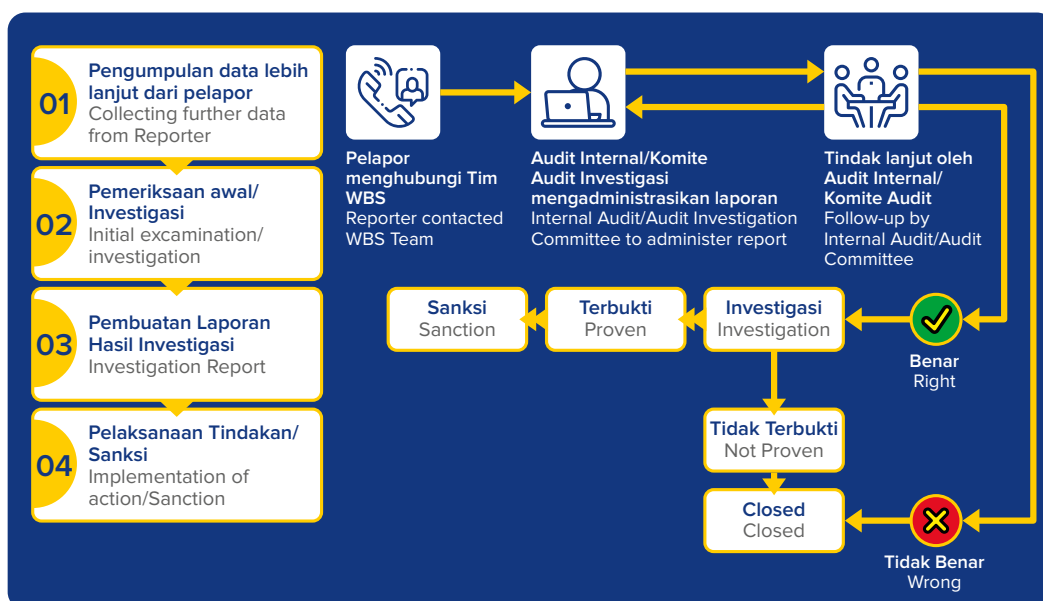 01
Pengumpulan data lebih
lanjut dari pelapor
Collecting further data
from Reporter
02
Pemeriksaan awal/
Investigasi
Initial excamination/
investigation
03
Pembuatan Laporan
Hasil Investigasi
Investigation Report
04
Pelaksanaan Tindakan/
Sanksi
Implementation of
action/Sanction
Pelapor
menghubungi Tim
WBS
Reporter contacted
WBS Team
Audit Internal/Komite
Audit Investigasi
mengadministrasikan laporan
Internal Audit/Audit Investigation
Committee to administer report
Tindak lanjut oleh
Audit Internal/
Komite Audit
Follow-up by
Internal Audit/Audit
Committee
Sanksi
Sanction
Terbukti
Proven
Investigasi
Investigation
Benar
Right
Tidak Terbukti
Not Proven
Closed
Closed
Tidak Benar
Wrong